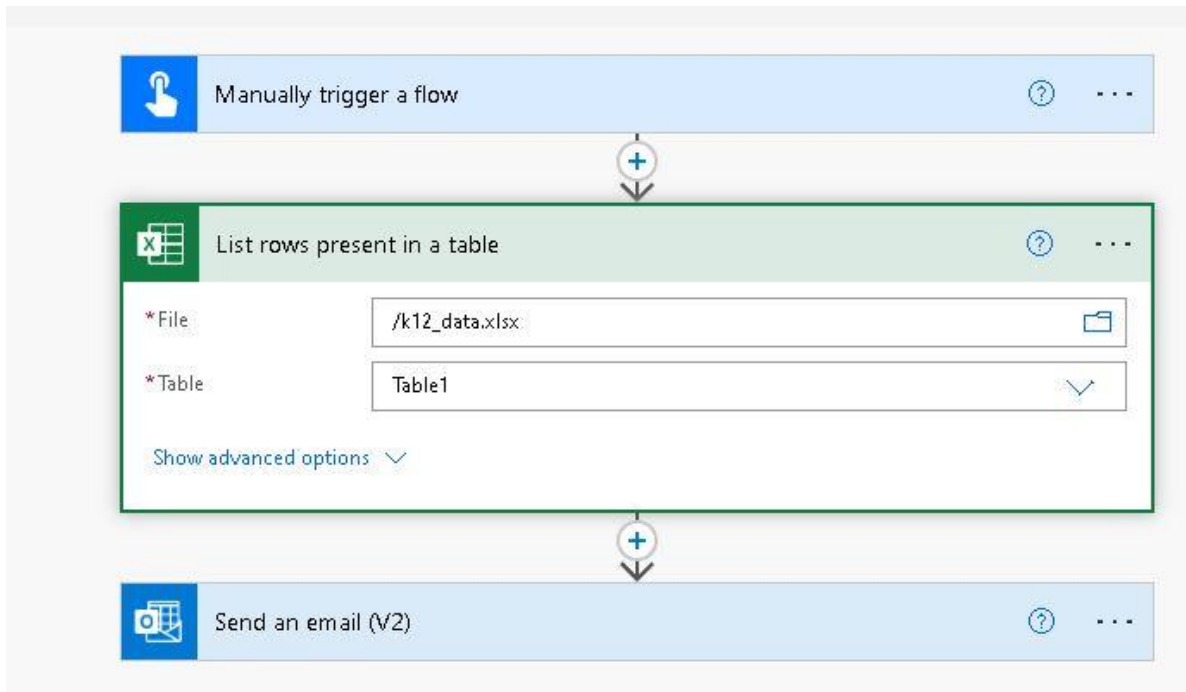 Manually trigger a flow
List rows present in a table
*File
/k12_data.xlsx
*Table
Table1
Show advanced options
Send an email (V2)